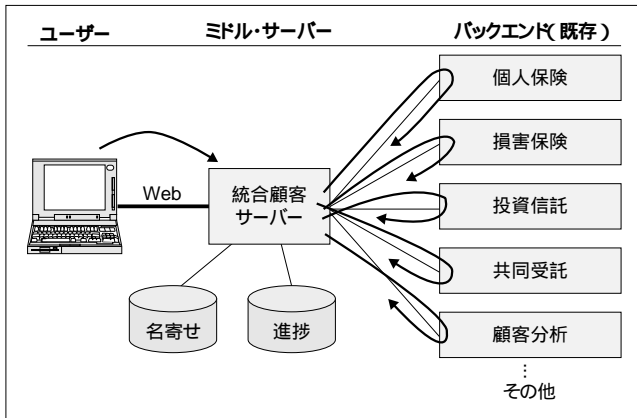 ユーザー
ミドル・サーバー
バックエンド(既存)
個人保険
損害保険
Web
統合顧客
サーバー
投資信託
共同受託
名寄せ
進捗
顧客分析
⋮
その他